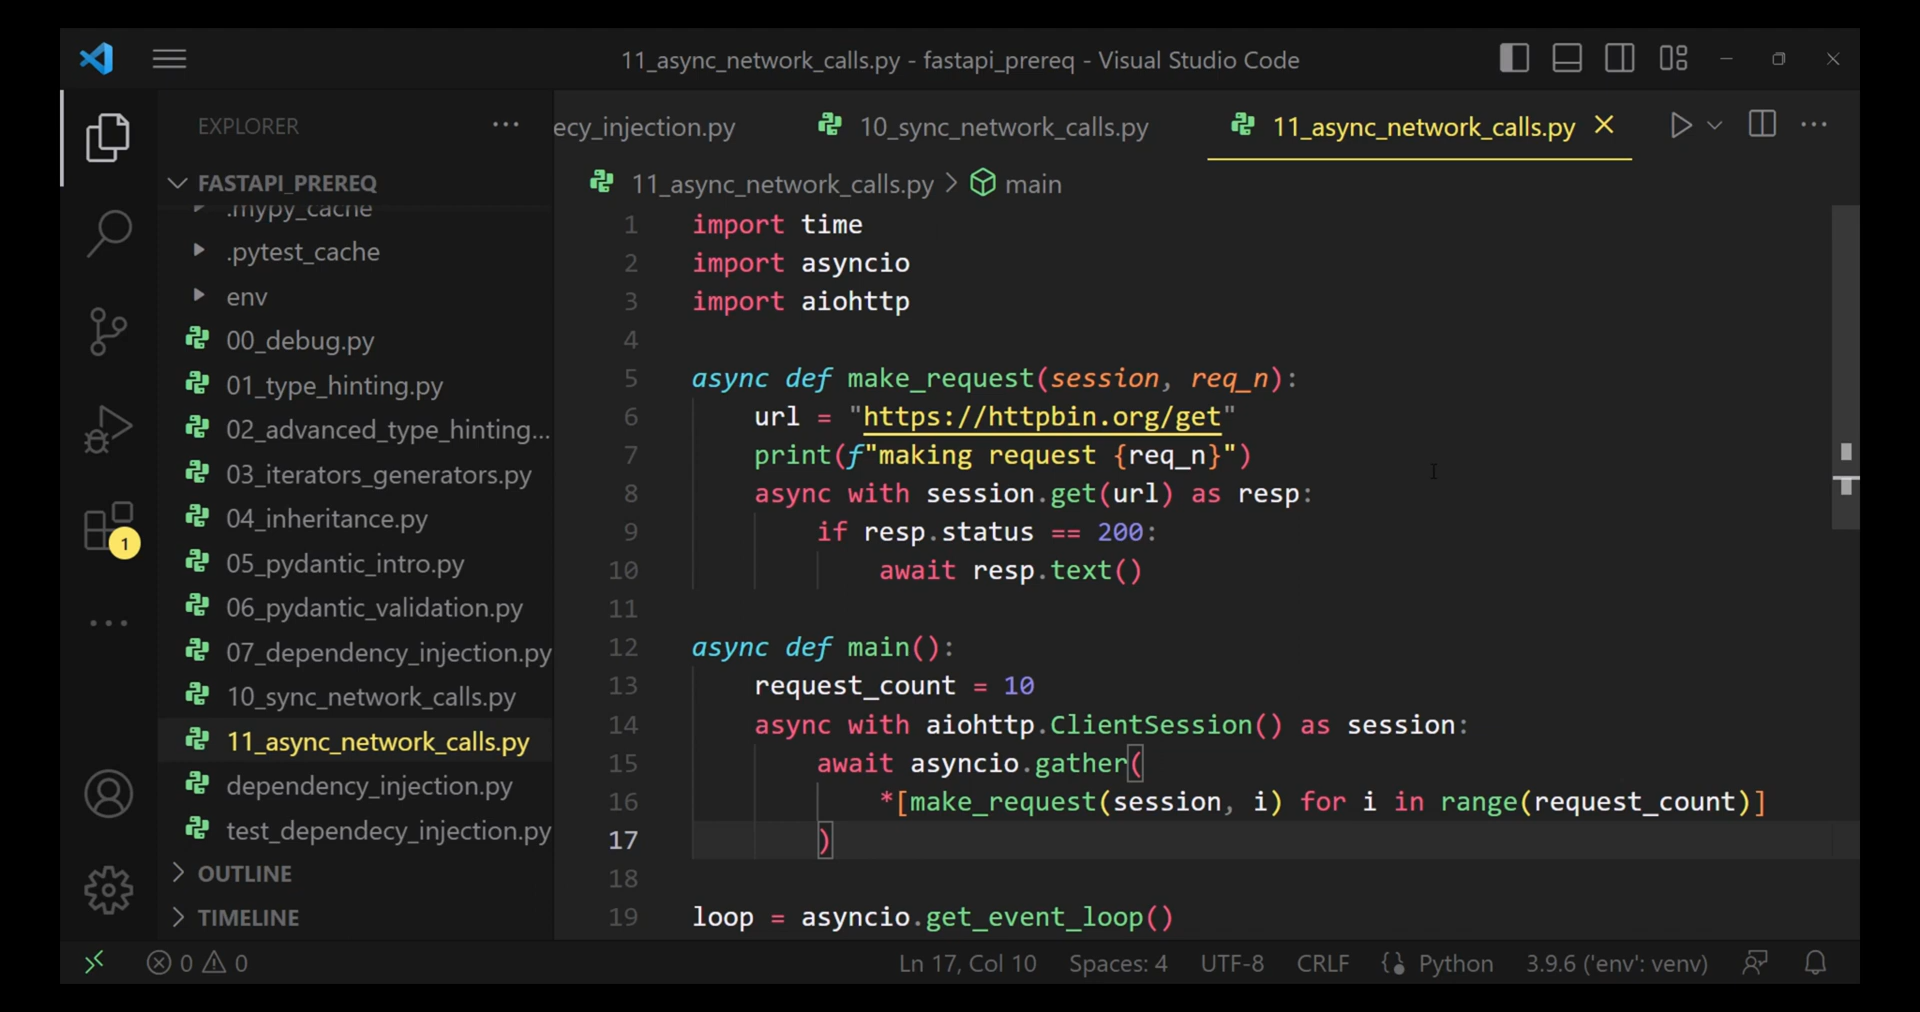 11_async_network_calls.py - fastapi_prereq - Visual Studio Code
EXPLORER
FASTAPI_PREREQ
.mypy_cache
.pytest_cache
env
00_debug.py
01_type_hinting.py
02_advanced_type_hinting...
03_iterators_generators.py
04_inheritance.py
05_pydantic_intro.py
06_pydantic_validation.py
07_dependency_injection.py
10_sync_network_calls.py
11_async_network_calls.py
dependency_injection.py
test_dependecy_injection.py
OUTLINE
TIMELINE
1
ecy_injection.py
10_sync_network_calls.py
11_async_network_calls.py
11_async_network_calls.py > main
1 import time
2 import asyncio
3 import aiohttp
4
5 async def make_request(session, req_n):
6     url = "https://httpbin.org/get"
7     print(f"making request {req_n}")
8     async with session.get(url) as resp:
9         if resp.status == 200:
10             await resp.text()
11
12 async def main():
13     request_count = 10
14     async with aiohttp.ClientSession() as session:
15         await asyncio.gather(
16             *[make_request(session, i) for i in range(request_count)]
17         )
18
19 loop = asyncio.get_event_loop()
0 0
Ln 17, Col 10
Spaces: 4
UTF-8
CRLF
Python
3.9.6 ('env': venv)